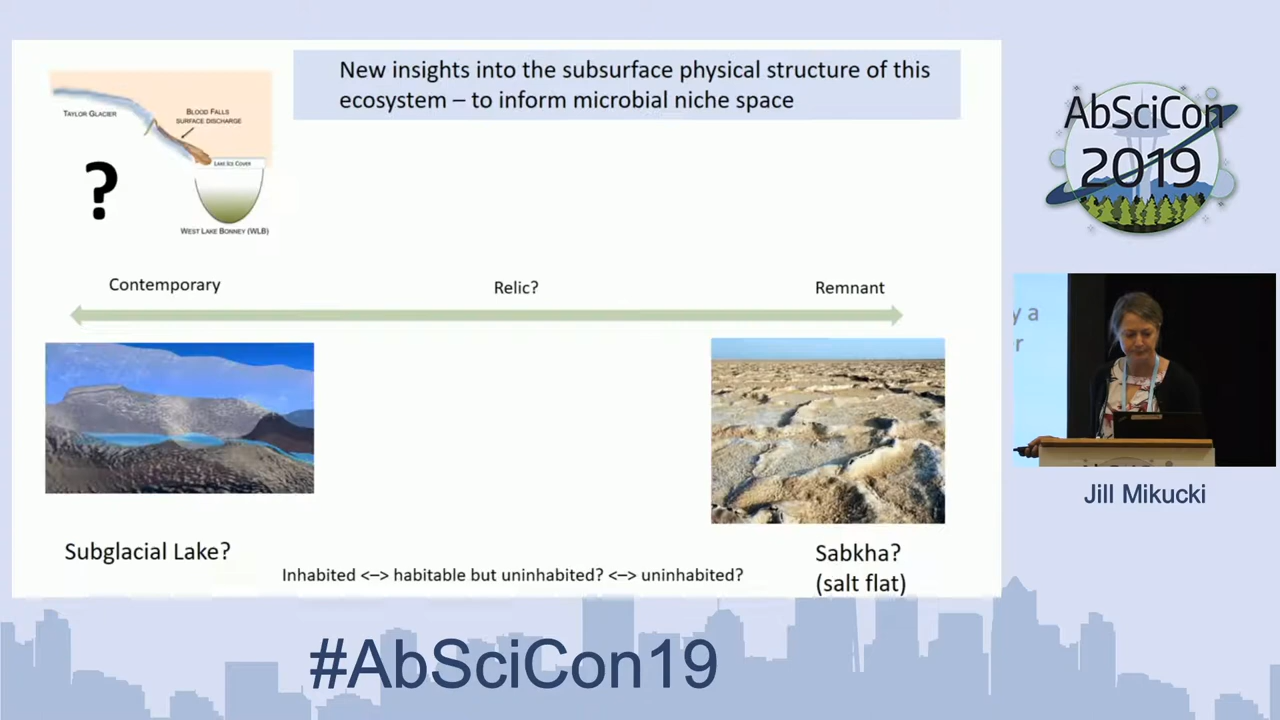 New insights into the subsurface physical structure of this
ecosystem – to inform microbial niche space
TAYLOR GLACIER
BLOOD FALLS
SURFACE DISCHARGE
LAKE ICE COVER
?
WEST LAKE BONNEY (WLB)
Contemporary
Relic?
Remnant
Subglacial Lake?
Sabkha?
(salt flat)
Inhabited <–> habitable but uninhabited? <–> uninhabited?
AbSciCon
2019
y a
r
Jill Mikucki
#AbSciCon19